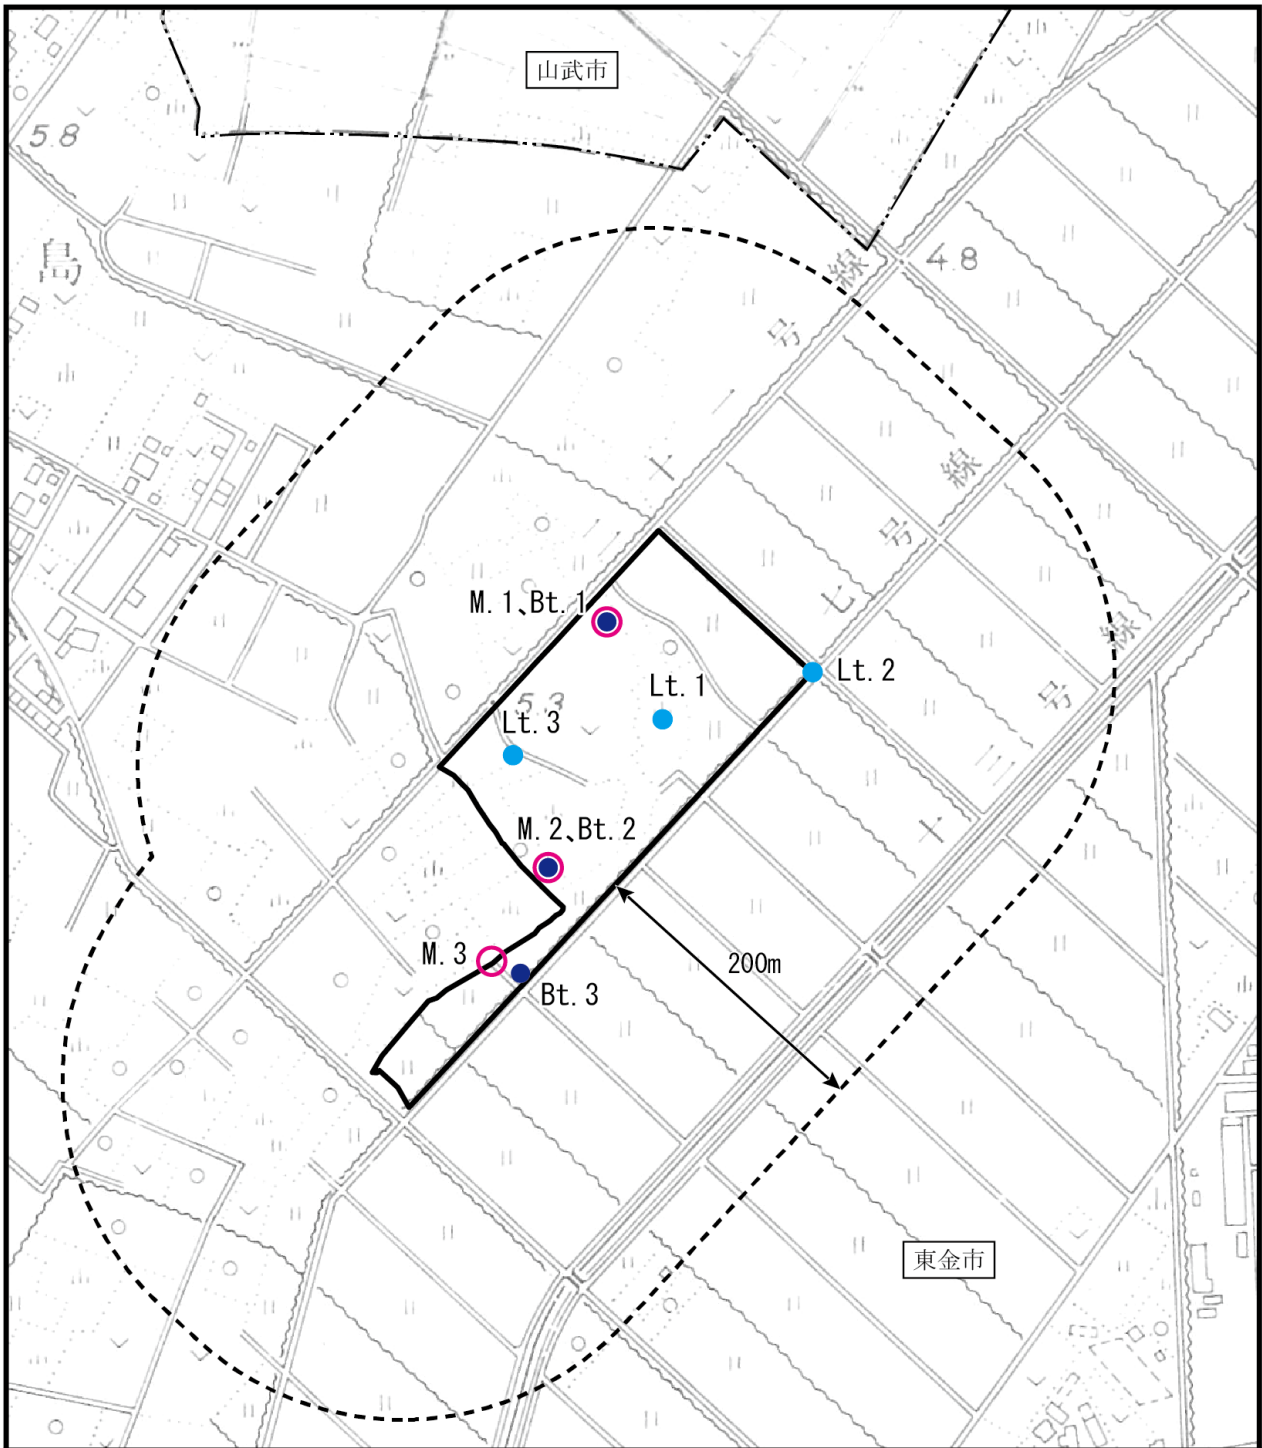 山武市
5.8
島
線
号
十
一
4.8
線
号
七
線
号
三
十
M.1、Bt.1
Lt.2
Lt.1
5.3
Lt.3
M.2、Bt.2
M.3
200m
Bt.3
東金市